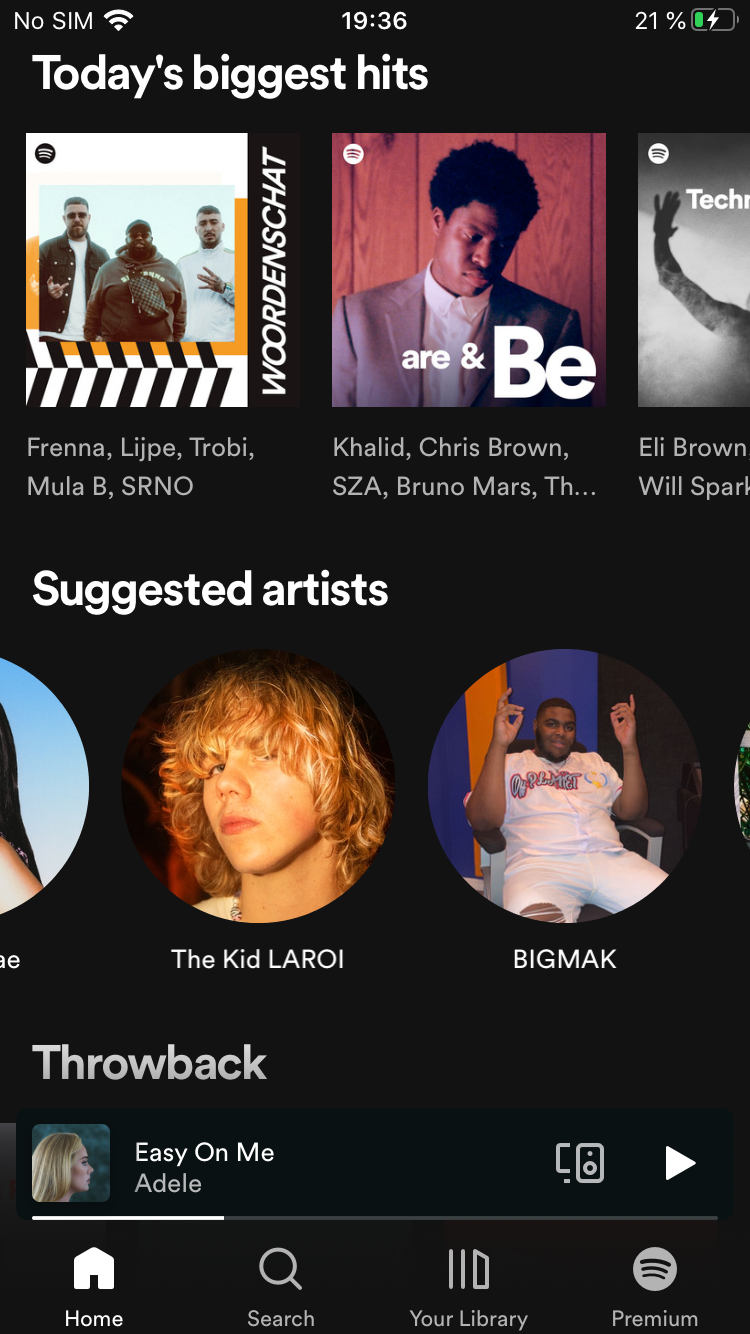 No SIM 19:36 21 %
Today's biggest hits
WOORDENSCHAT
are & Be
Techn
Frenna, Lijpe, Trobi,
Mula B, SRNO
Khalid, Chris Brown,
SZA, Bruno Mars, Th...
Eli Brown,
Will Spark
Suggested artists
ae
The Kid LAROI
BIGMAK
Throwback
Easy On Me
Adele
Home
Search
Your Library
Premium